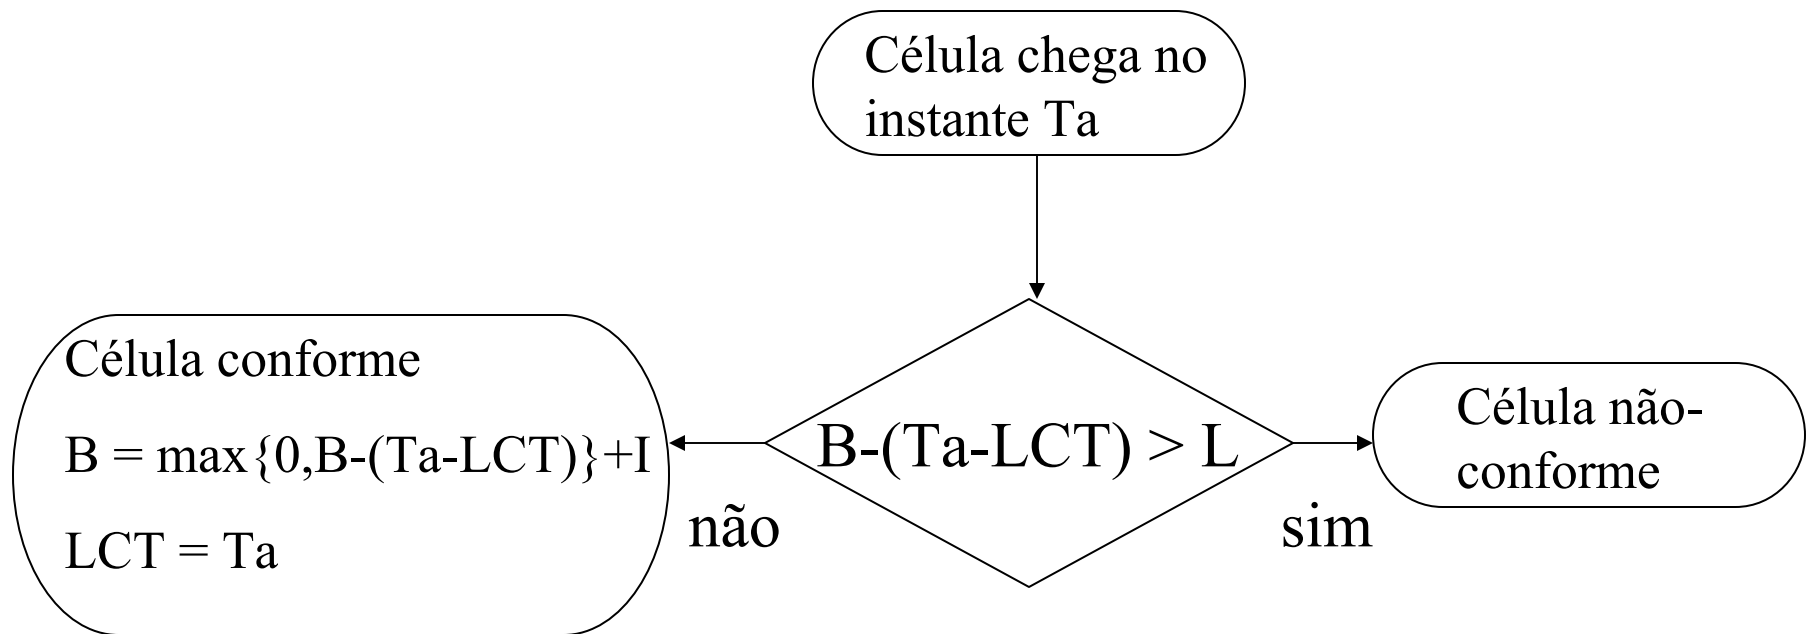 Célula chega no
instante Ta
Célula conforme
B = max{0,B-(Ta-LCT)}+I
LCT = Ta
B-(Ta-LCT) > L
não
sim
Célula não-
conforme